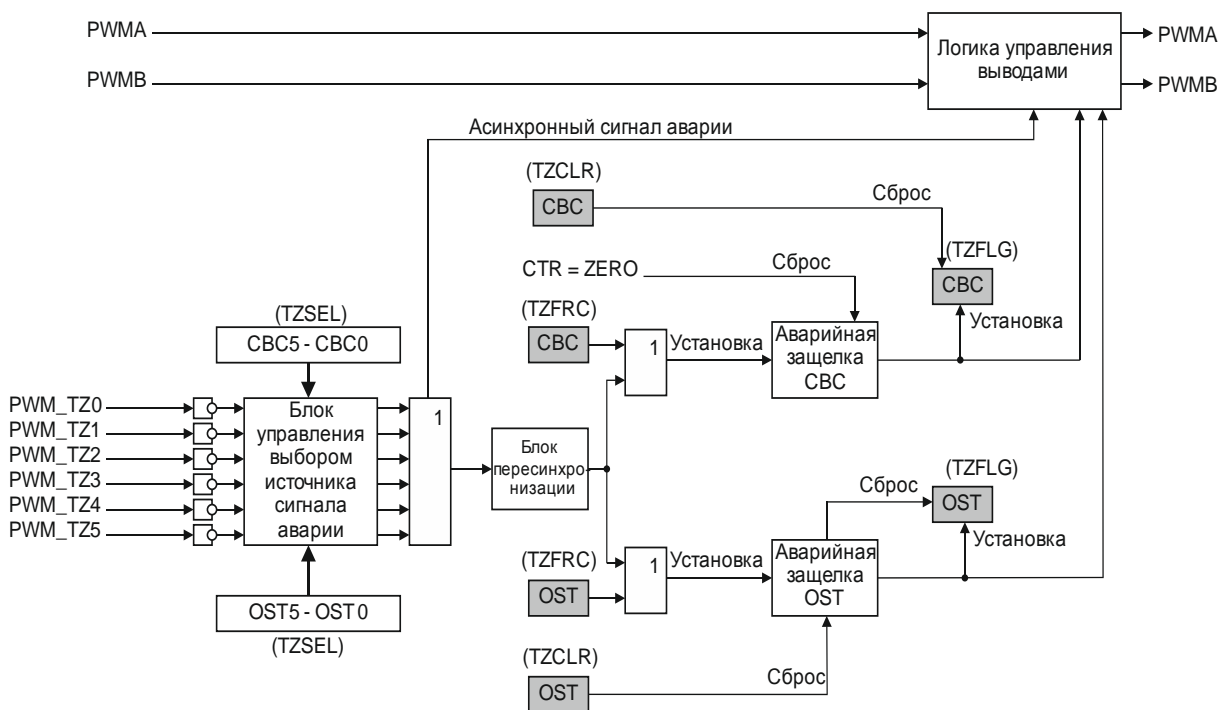 PWMA
PWMB
Логика управления
выводами
PWMA
PWMB
Асинхронный сигнал аварии
(TZCLR)
CBC
Сброс
(TZFLG)
CBC
CTR = ZERO
Сброс
(TZFRC)
CBC
1
Установка
Аварийная
защелка
CBC
Установка
(TZSEL)
CBC5 - CBC0
PWM_TZ0
PWM_TZ1
PWM_TZ2
PWM_TZ3
PWM_TZ4
PWM_TZ5
Блок
управления
выбором
источника
сигнала
аварии
1
Блок
пересинхро-
низации
OST5 - OST0
(TZSEL)
(TZFRC)
OST
1
Установка
Аварийная
защелка
OST
Сброс
(TZFLG)
OST
Установка
(TZCLR)
OST
Сброс